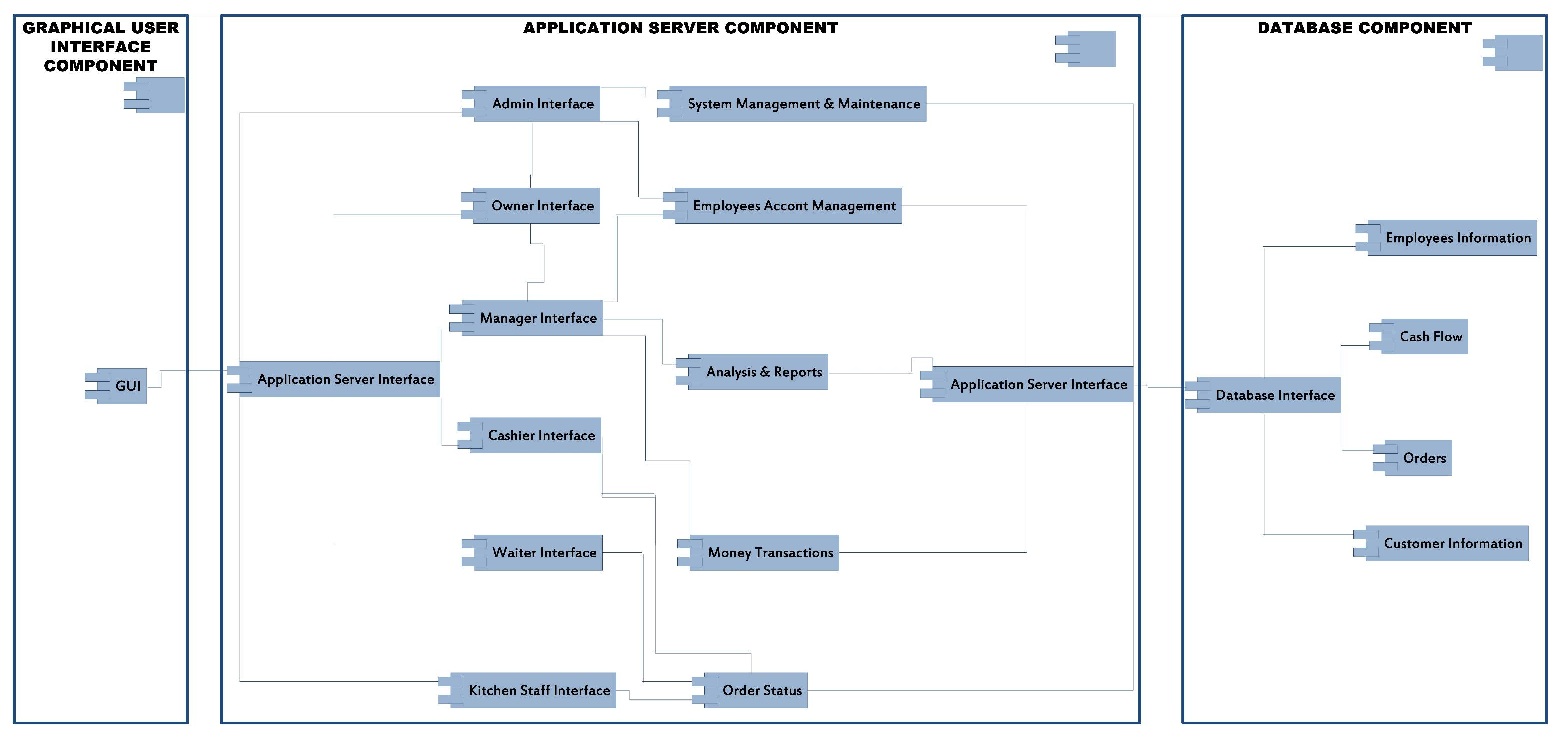 GRAPHICAL USER
INTERFACE
COMPONENT
GUI
APPLICATION SERVER COMPONENT
Admin Interface
System Management & Maintenance
Owner Interface
Employees Accont Management
Manager Interface
Analysis & Reports
Application Server Interface
Application Server Interface
Cashier Interface
Waiter Interface
Money Transactions
Kitchen Staff Interface
Order Status
DATABASE COMPONENT
Employees Information
Cash Flow
Database Interface
Orders
Customer Information